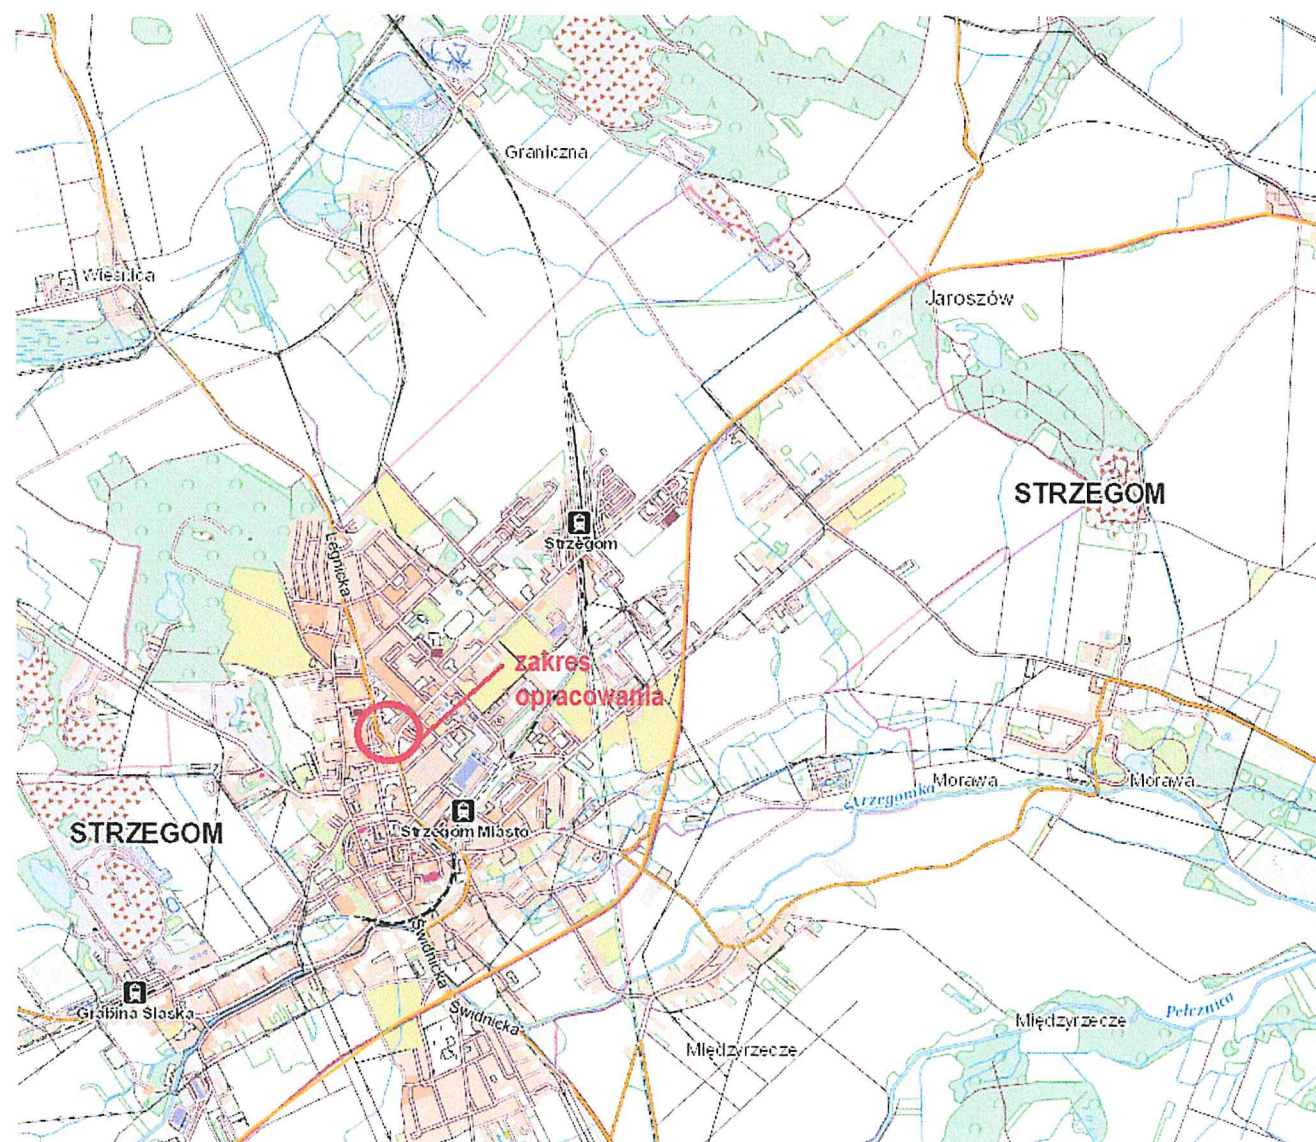 Graniczna
Wieśnica
Jaroszów
STRZEGOM
Strzegom
Legnicka
zakres
opracowania
Morawa
Morawa
STRZEGOM
Strzegom Miasto
Świdnicka
Grabina Śląska
Świdnicka
Pełcznica
Międzyrzecze
Międzyrzecze